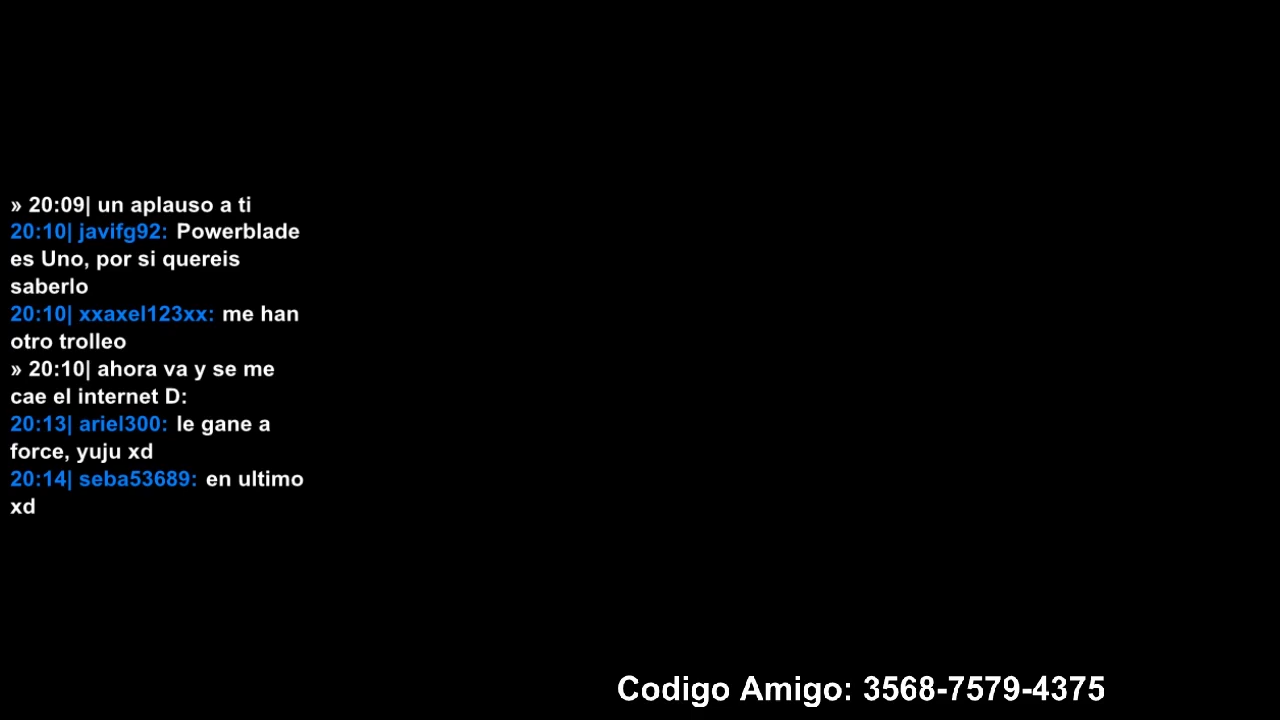 » 20:09| un aplauso a ti
20:10| javifg92: Powerblade
es Uno, por si quereis
saberlo
20:10| xxaxel123xx: me han
otro trolleo
» 20:10| ahora va y se me
cae el internet D:
20:13| ariel300: le gane a
force, yuju xd
20:14| seba53689: en ultimo
xd
Codigo Amigo: 3568-7579-4375